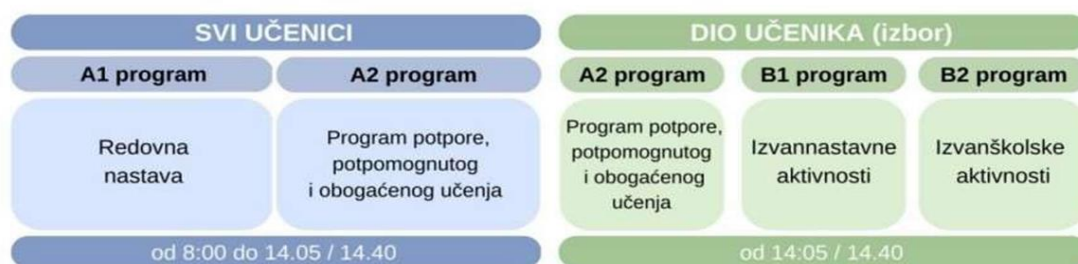 SVI UČENICI
A1 program
A2 program
Redovna
nastava
Program potpore,
potpomognutog
i obogaćenog učenja
od 8:00 do 14.05 / 14.40
DIO UČENIKA (izbor)
A2 program
B1 program
B2 program
Program potpore,
potpomognutog
i obogaćenog
učenja
Izvannastavne
aktivnosti
Izvanškolske
aktivnosti
od 14:05 / 14.40